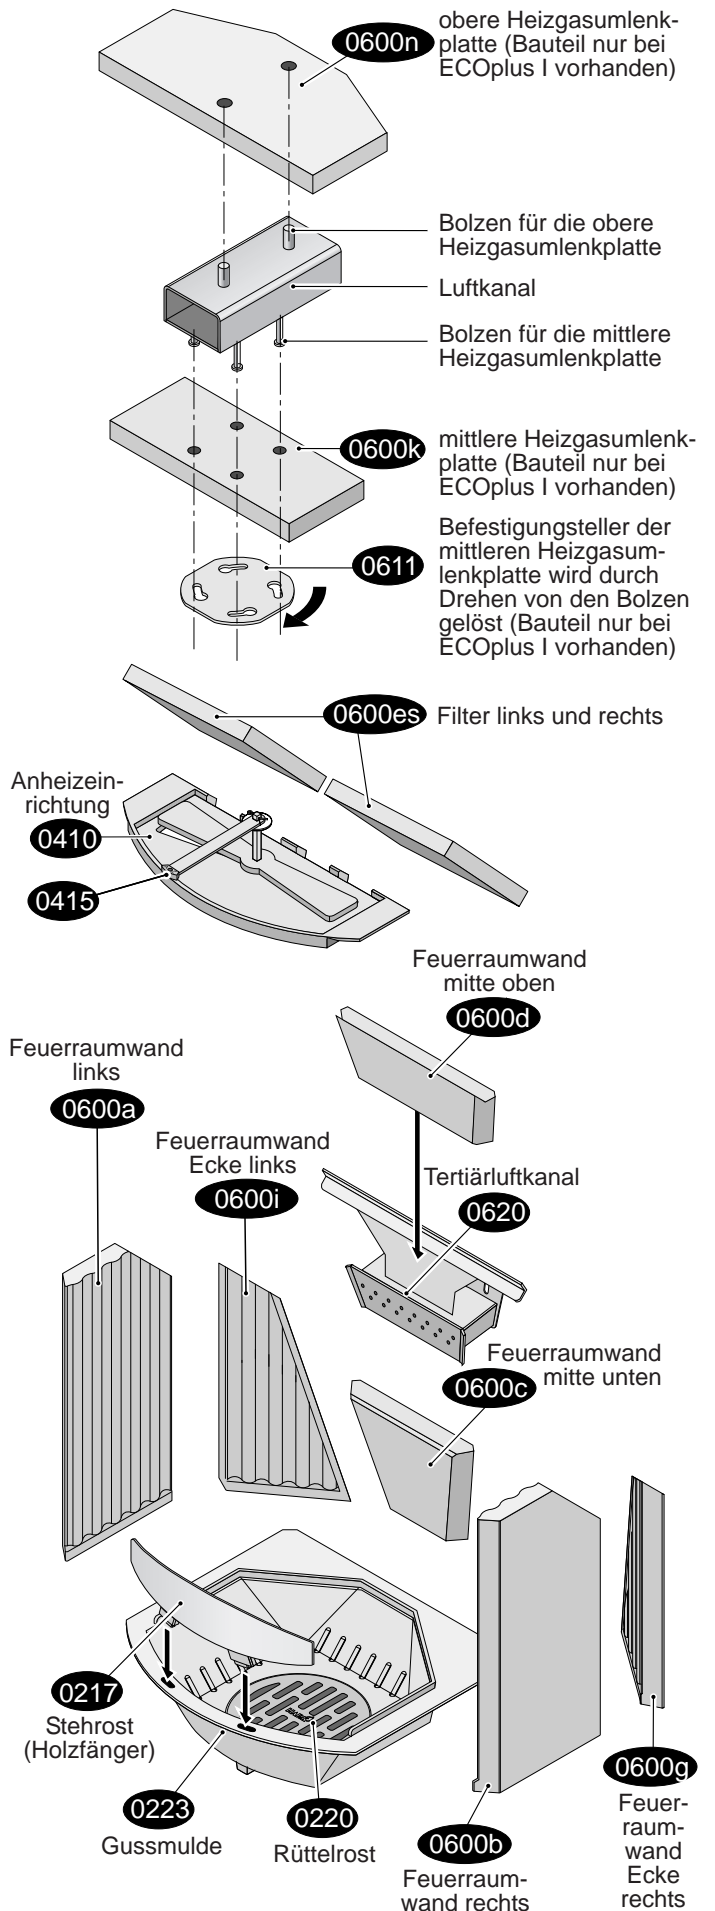 0600n
obere Heizgasumlenk-
platte (Bauteil nur bei
ECOplus I vorhanden)
Bolzen für die obere
Heizgasumlenkplatte
Luftkanal
Bolzen für die mittlere
Heizgasumlenkplatte
0600k
mittlere Heizgasumlenk-
platte (Bauteil nur bei
ECOplus I vorhanden)
0611
Befestigungsteller der
mittleren Heizgasum-
lenkplatte wird durch
Drehen von den Bolzen
gelöst (Bauteil nur bei
ECOplus I vorhanden)
0600es
Filter links und rechts
Anheizein-
richtung
0410
0415
Feuerraumwand
mitte oben
0600d
Feuerraumwand
links
0600a
Feuerraumwand
Ecke links
0600i
Tertiärluftkanal
0620
Feuerraumwand
mitte unten
0600c
0217
Stehrost
(Holzfänger)
0223
Gussmulde
0220
Rüttelrost
0600b
Feuerraum-
wand rechts
0600g
Feuer-
raum-
wand
Ecke
rechts